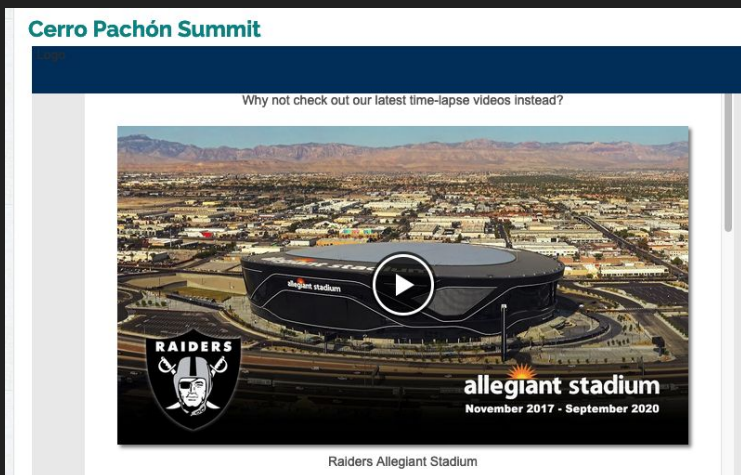 Cerro Pachón Summit
Logo
Why not check out our latest time-lapse videos instead?
allegiant stadium
RAIDERS
allegiant stadium
November 2017 - September 2020
Raiders Allegiant Stadium